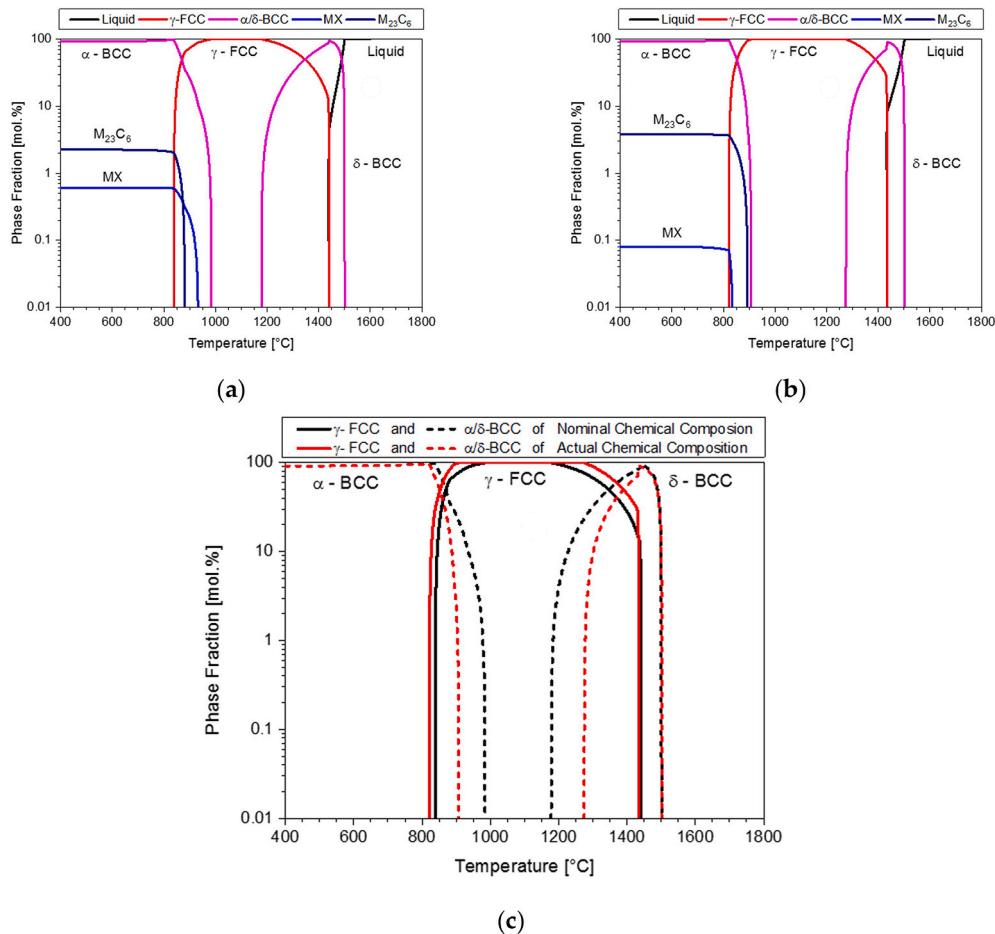 Liquid γ-FCC α/δ-BCC MX M₂₃C₆
100
10
1
0.1
0.01
Phase Fraction [mol.%]
α - BCC
γ - FCC
Liquid
M₂₃C₆
MX
δ - BCC
400 600 800 1000 1200 1400 1600 1800
Temperature [°C]
(a)
Liquid γ-FCC α/δ-BCC MX M₂₃C₆
100
10
1
0.1
0.01
Phase Fraction [mol.%]
α - BCC
γ - FCC
Liquid
M₂₃C₆
MX
δ - BCC
400 600 800 1000 1200 1400 1600 1800
Temperature [°C]
(b)
γ- FCC and α/δ-BCC of Nominal Chemical Composion
γ- FCC and α/δ-BCC of Actual Chemical Composition
100
10
1
0.1
0.01
Phase Fraction [mol.%]
α - BCC
γ - FCC
δ - BCC
400 600 800 1000 1200 1400 1600 1800
Temperature [°C]
(c)